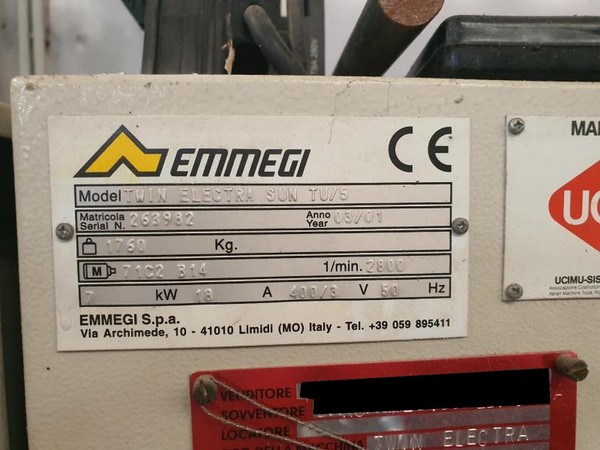 EMMEGI CE
Model TWIN ELECTRA SUN TU/5
Matricola Serial N. 263982 Anno Year 03/01
1760 Kg.
M 71C2 B14 1/min. 2800
7 kW 18 A 400/3 V 50 Hz
EMMEGI S.p.a.
Via Archimede, 10 - 41010 Limidi (MO) Italy - Tel. +39 059 895411
MA
UC
UCIMU-SIS
VENDITORE
SOVVENTORE
LOCATORE
TWIN ELECTRA